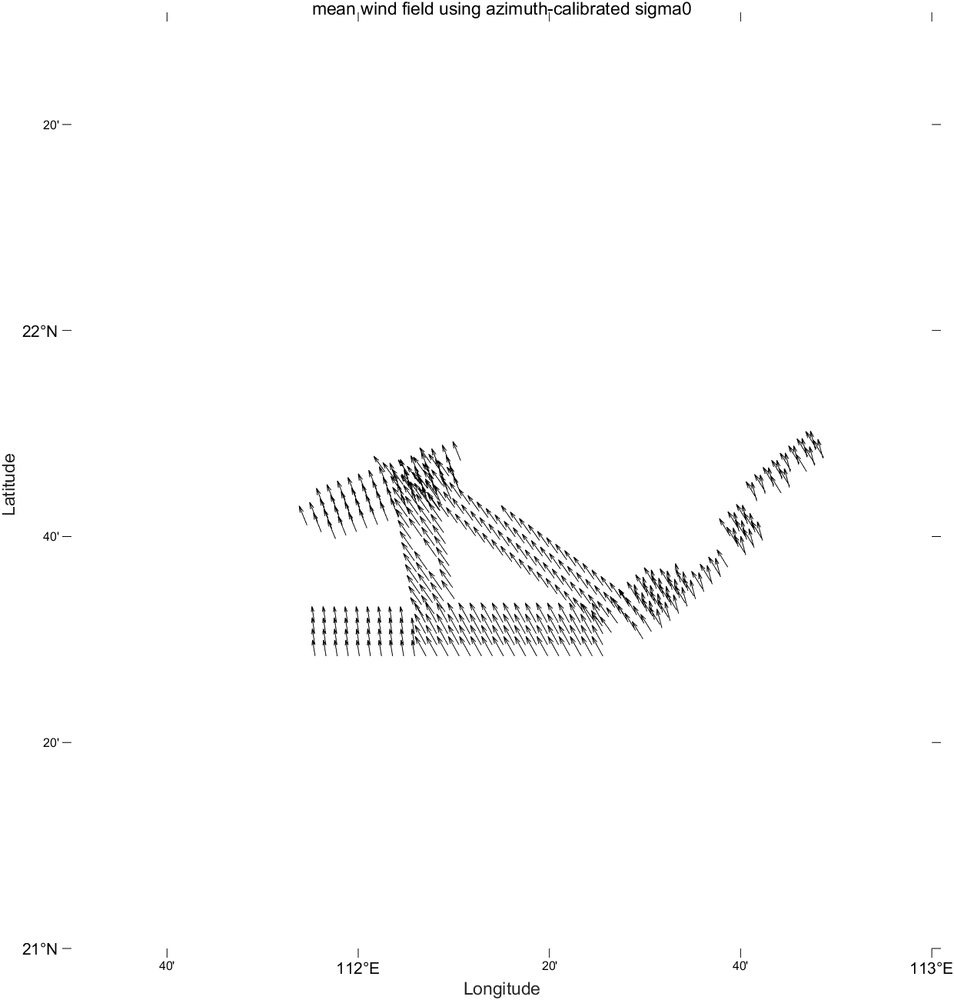 mean wind field using azimuth-calibrated sigma0
20'
22°N
Latitude
40'
20'
21°N
40'
112°E
20'
40'
113°E
Longitude